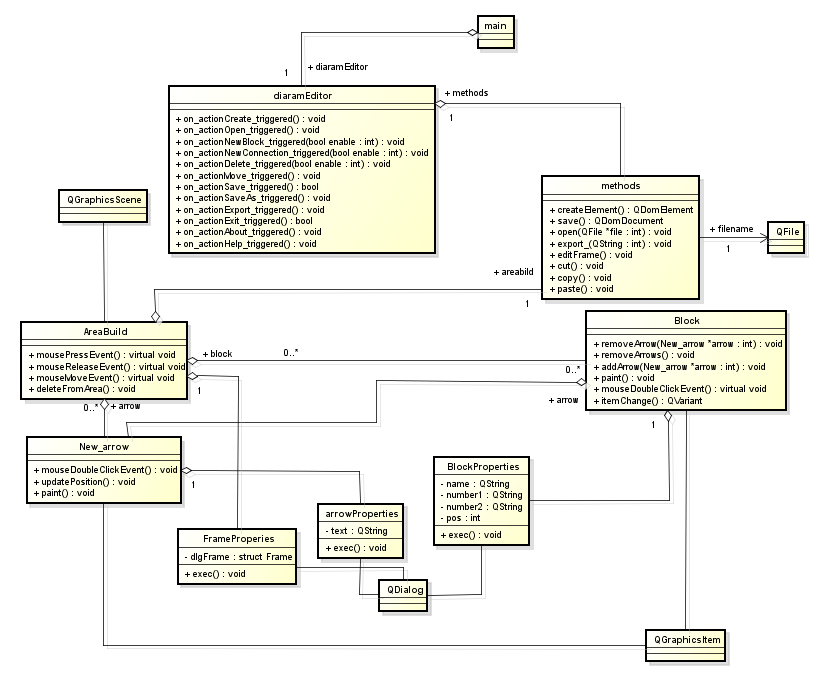 main
+ diaramEditor
1
diaramEditor
+ on_actionCreate_triggered() : void
+ on_actionOpen_triggered() : void
+ on_actionNewBlock_triggered(bool enable : int) : void
+ on_actionNewConnection_triggered(bool enable : int) : void
+ on_actionDelete_triggered(bool enable : int) : void
+ on_actionMove_triggered() : void
+ on_actionSave_triggered() : bool
+ on_actionSaveAs_triggered() : void
+ on_actionExport_triggered() : void
+ on_actionExit_triggered() : bool
+ on_actionAbout_triggered() : void
+ on_actionHelp_triggered() : void
+ methods
1
methods
+ createElement() : QDomElement
+ save() : QDomDocument
+ open(QFile *file : int) : void
+ export_(QString : int) : void
+ editFrame() : void
+ cut() : void
+ copy() : void
+ paste() : void
+ filename
1
QFile
QGraphicsScene
+ areabild
1
AreaBuild
+ mousePressEvent() : virtual void
+ mouseReleaseEvent() : virtual void
+ mouseMoveEvent() : virtual void
+ deleteFromArea() : void
+ block
0..*
1
0..*
+ arrow
Block
+ removeArrow(New_arrow *arrow : int) : void
+ removeArrows() : void
+ addArrow(New_arrow *arrow : int) : void
+ paint() : void
+ mouseDoubleClickEvent() : virtual void
+ itemChange() : QVariant
0..*
+ arrow
1
New_arrow
+ mouseDoubleClickEvent() : void
+ updatePosition() : void
+ paint() : void
1
BlockProperties
- name : QString
- number1 : QString
- number2 : QString
- pos : int
+ exec() : void
arrowProperties
- text : QString
+ exec() : void
FrameProperies
- dlgFrame : struct Frame
+ exec() : void
QDialog
QGraphicsItem